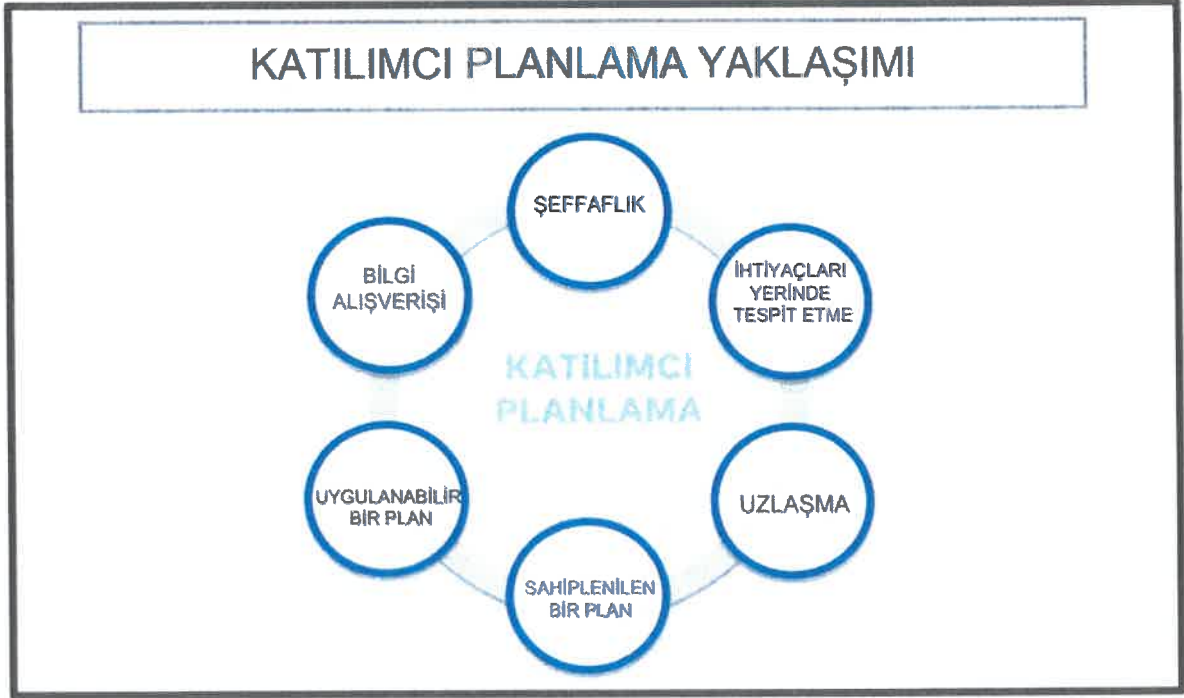 KATILIMCI PLANLAMA YAKLAŞIMI
ŞEFFAFLIK
İHTİYAÇLARI
YERİNDE
TESPİT ETME
UZLAŞMA
SAHİPLENİLEN
BİR PLAN
UYGULANABİLİR
BİR PLAN
BİLGİ
ALIŞVERİŞİ
KATILIMCI
PLANLAMA